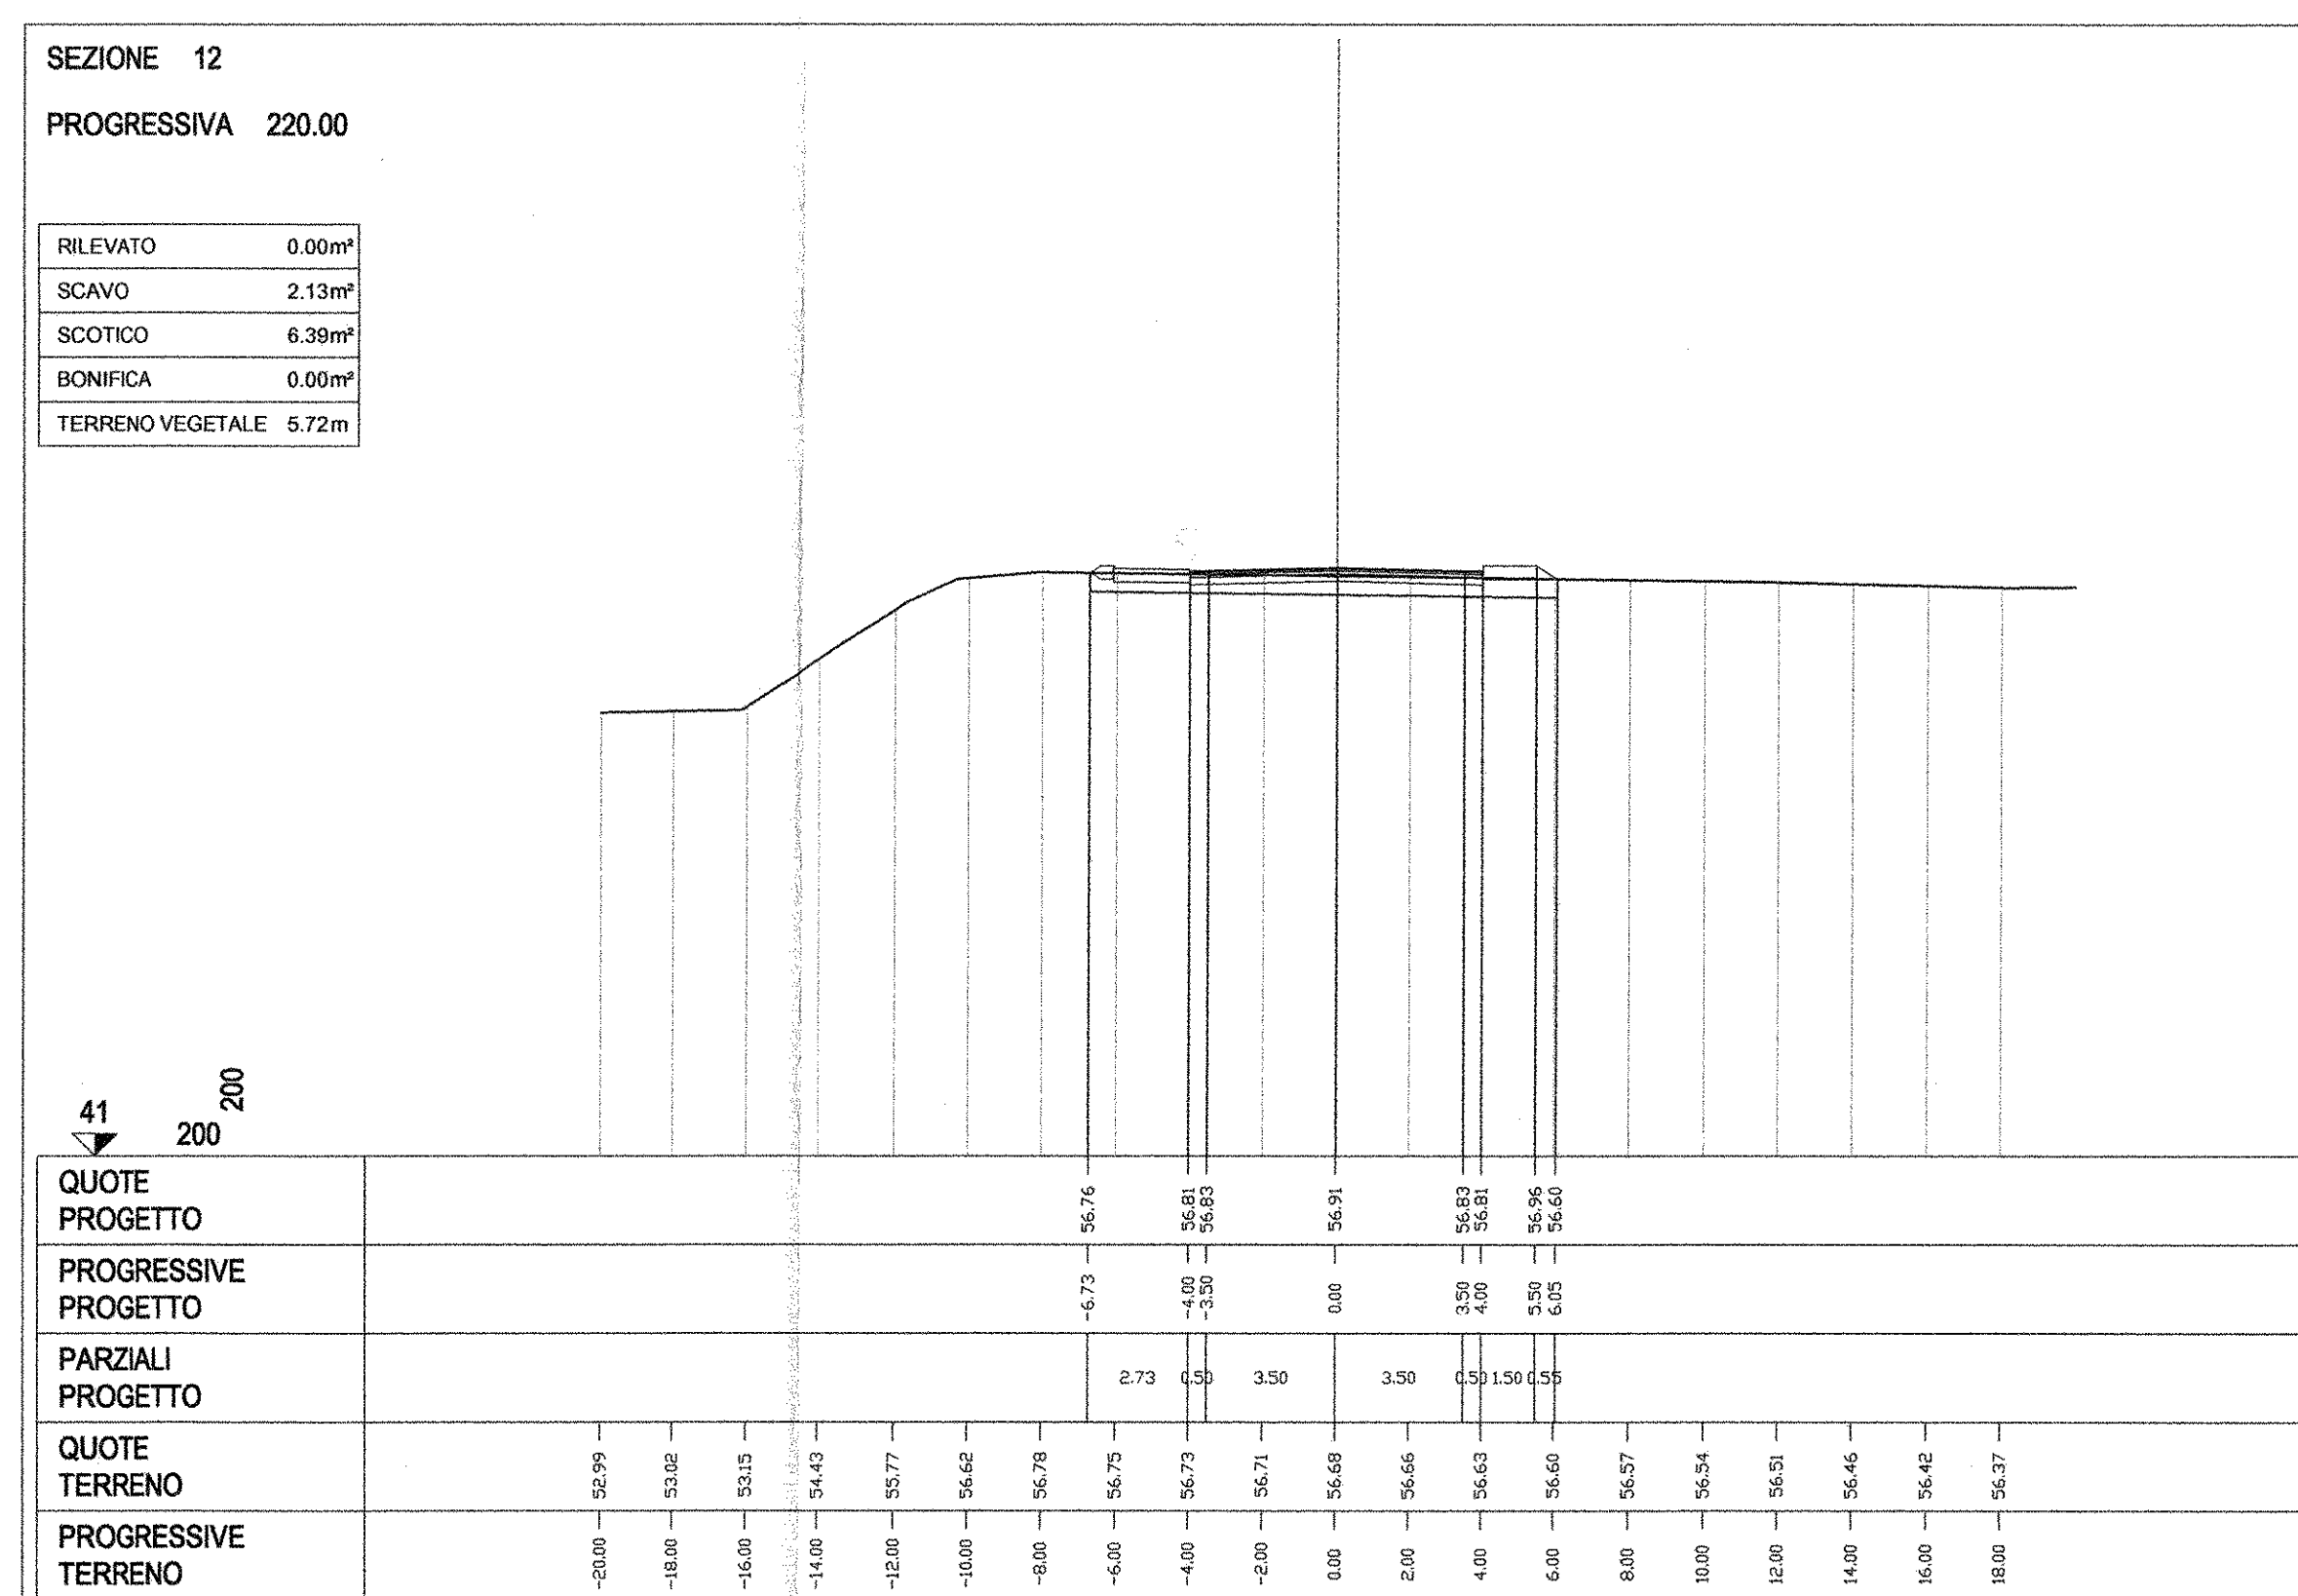 SEZIONE 12
PROGRESSIVA 220.00
RILEVATO 0.00m²
SCAVO 2.13m²
SCOTICO 6.39m²
BONIFICA 0.00m²
TERRENO VEGETALE 5.72m
41
200
200
QUOTE
PROGETTO
56.76 56.81 56.83 56.91 56.83 56.81 56.96 56.60
PROGRESSIVE
PROGETTO
-6.73 -4.00 -3.50 0.00 3.50 4.00 5.50 6.05
PARZIALI
PROGETTO
2.73 0.50 3.50 3.50 0.50 1.50 0.55
QUOTE
TERRENO
52.99 53.02 53.15 54.43 55.77 56.62 56.78 56.75 56.73 56.71 56.68 56.66 56.63 56.60 56.57 56.54 56.51 56.46 56.42 56.37
PROGRESSIVE
TERRENO
-20.00 -18.00 -16.00 -14.00 -12.00 -10.00 -8.00 -6.00 -4.00 -2.00 0.00 2.00 4.00 6.00 8.00 10.00 12.00 14.00 16.00 18.00